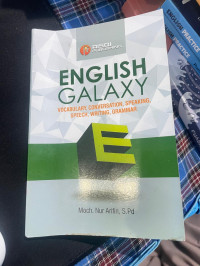 ENGLISH
GALAXY
VOCABULARY, CONVERSATION, SPEAKING,
SPEECH, WRITING, GRAMMAR
E
Moch. Nur Arifin, S.Pd.